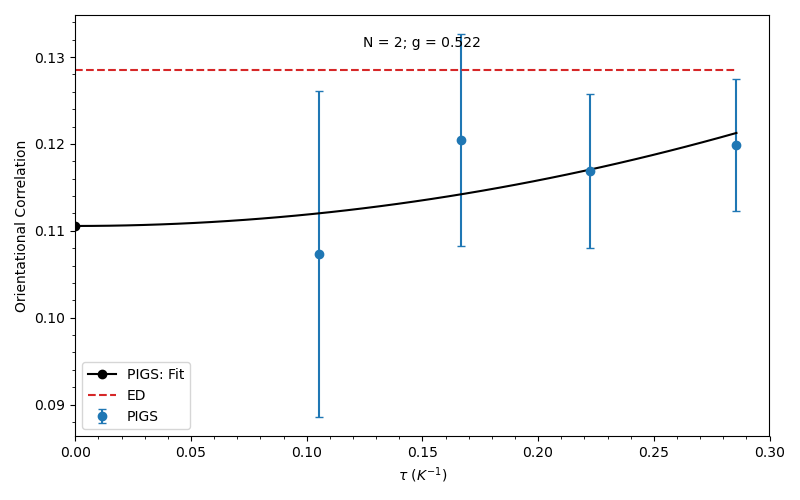 N = 2; g = 0.522
0.13
0.12
0.11
0.10
0.09
Orientational Correlation
PIGS: Fit
ED
PIGS
0.00 0.05 0.10 0.15 0.20 0.25 0.30
τ (K⁻¹)